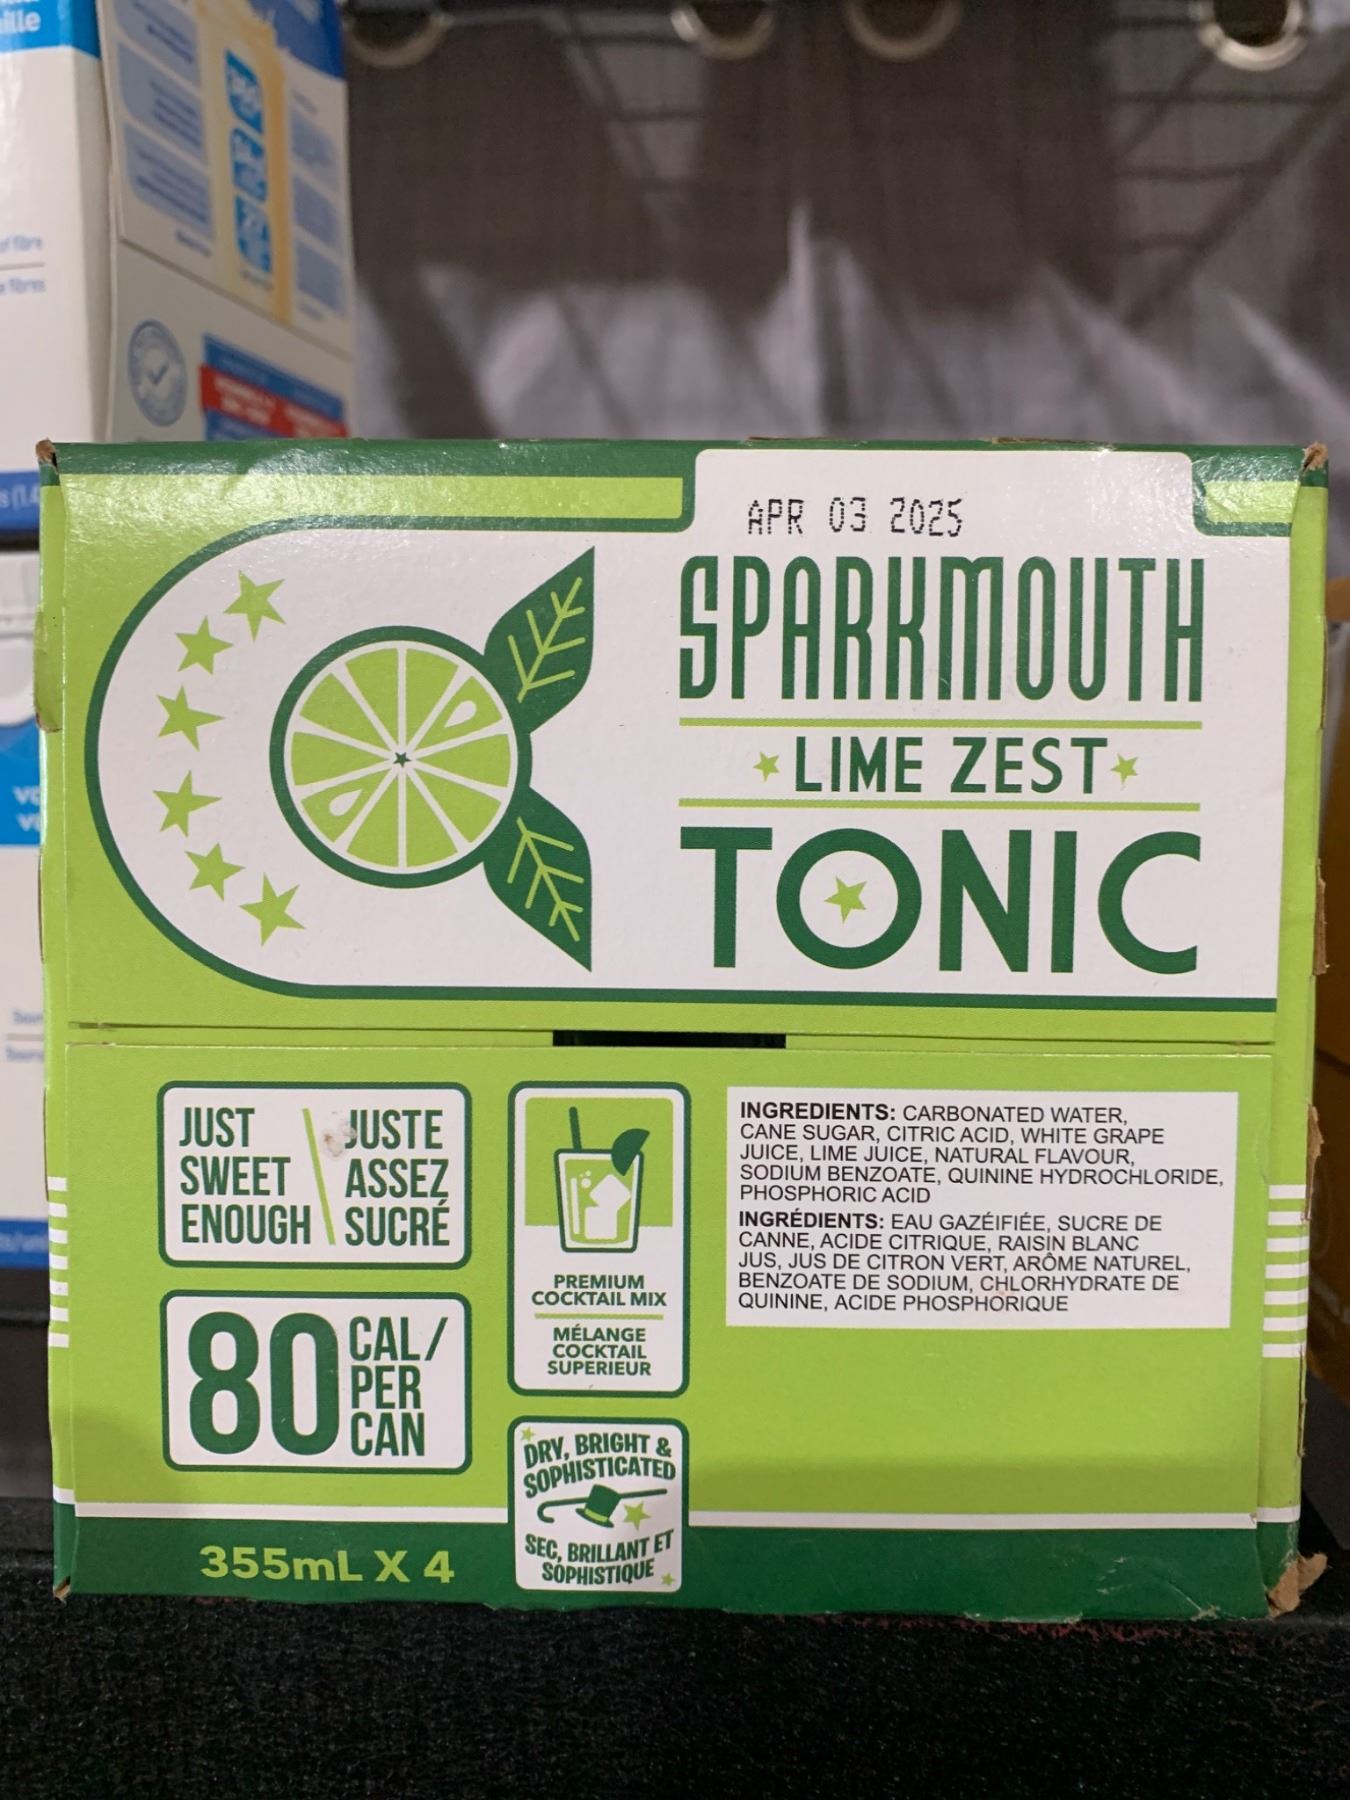 of fibre
APR 03 2025
SPARKMOUTH
LIME ZEST
TONIC
JUST
SWEET
ENOUGH
JUSTE
ASSEZ
SUCRÉ
80 CAL/
PER
CAN
PREMIUM
COCKTAIL MIX
MÉLANGE
COCKTAIL
SUPERIEUR
DRY, BRIGHT &
SOPHISTICATED
SEC, BRILLANT ET
SOPHISTIQUE
INGREDIENTS: CARBONATED WATER,
CANE SUGAR, CITRIC ACID, WHITE GRAPE
JUICE, LIME JUICE, NATURAL FLAVOUR,
SODIUM BENZOATE, QUININE HYDROCHLORIDE,
PHOSPHORIC ACID
INGRÉDIENTS: EAU GAZÉIFIÉE, SUCRE DE
CANNE, ACIDE CITRIQUE, RAISIN BLANC
JUS, JUS DE CITRON VERT, ARÔME NATUREL,
BENZOATE DE SODIUM, CHLORHYDRATE DE
QUININE, ACIDE PHOSPHORIQUE
355mL X 4